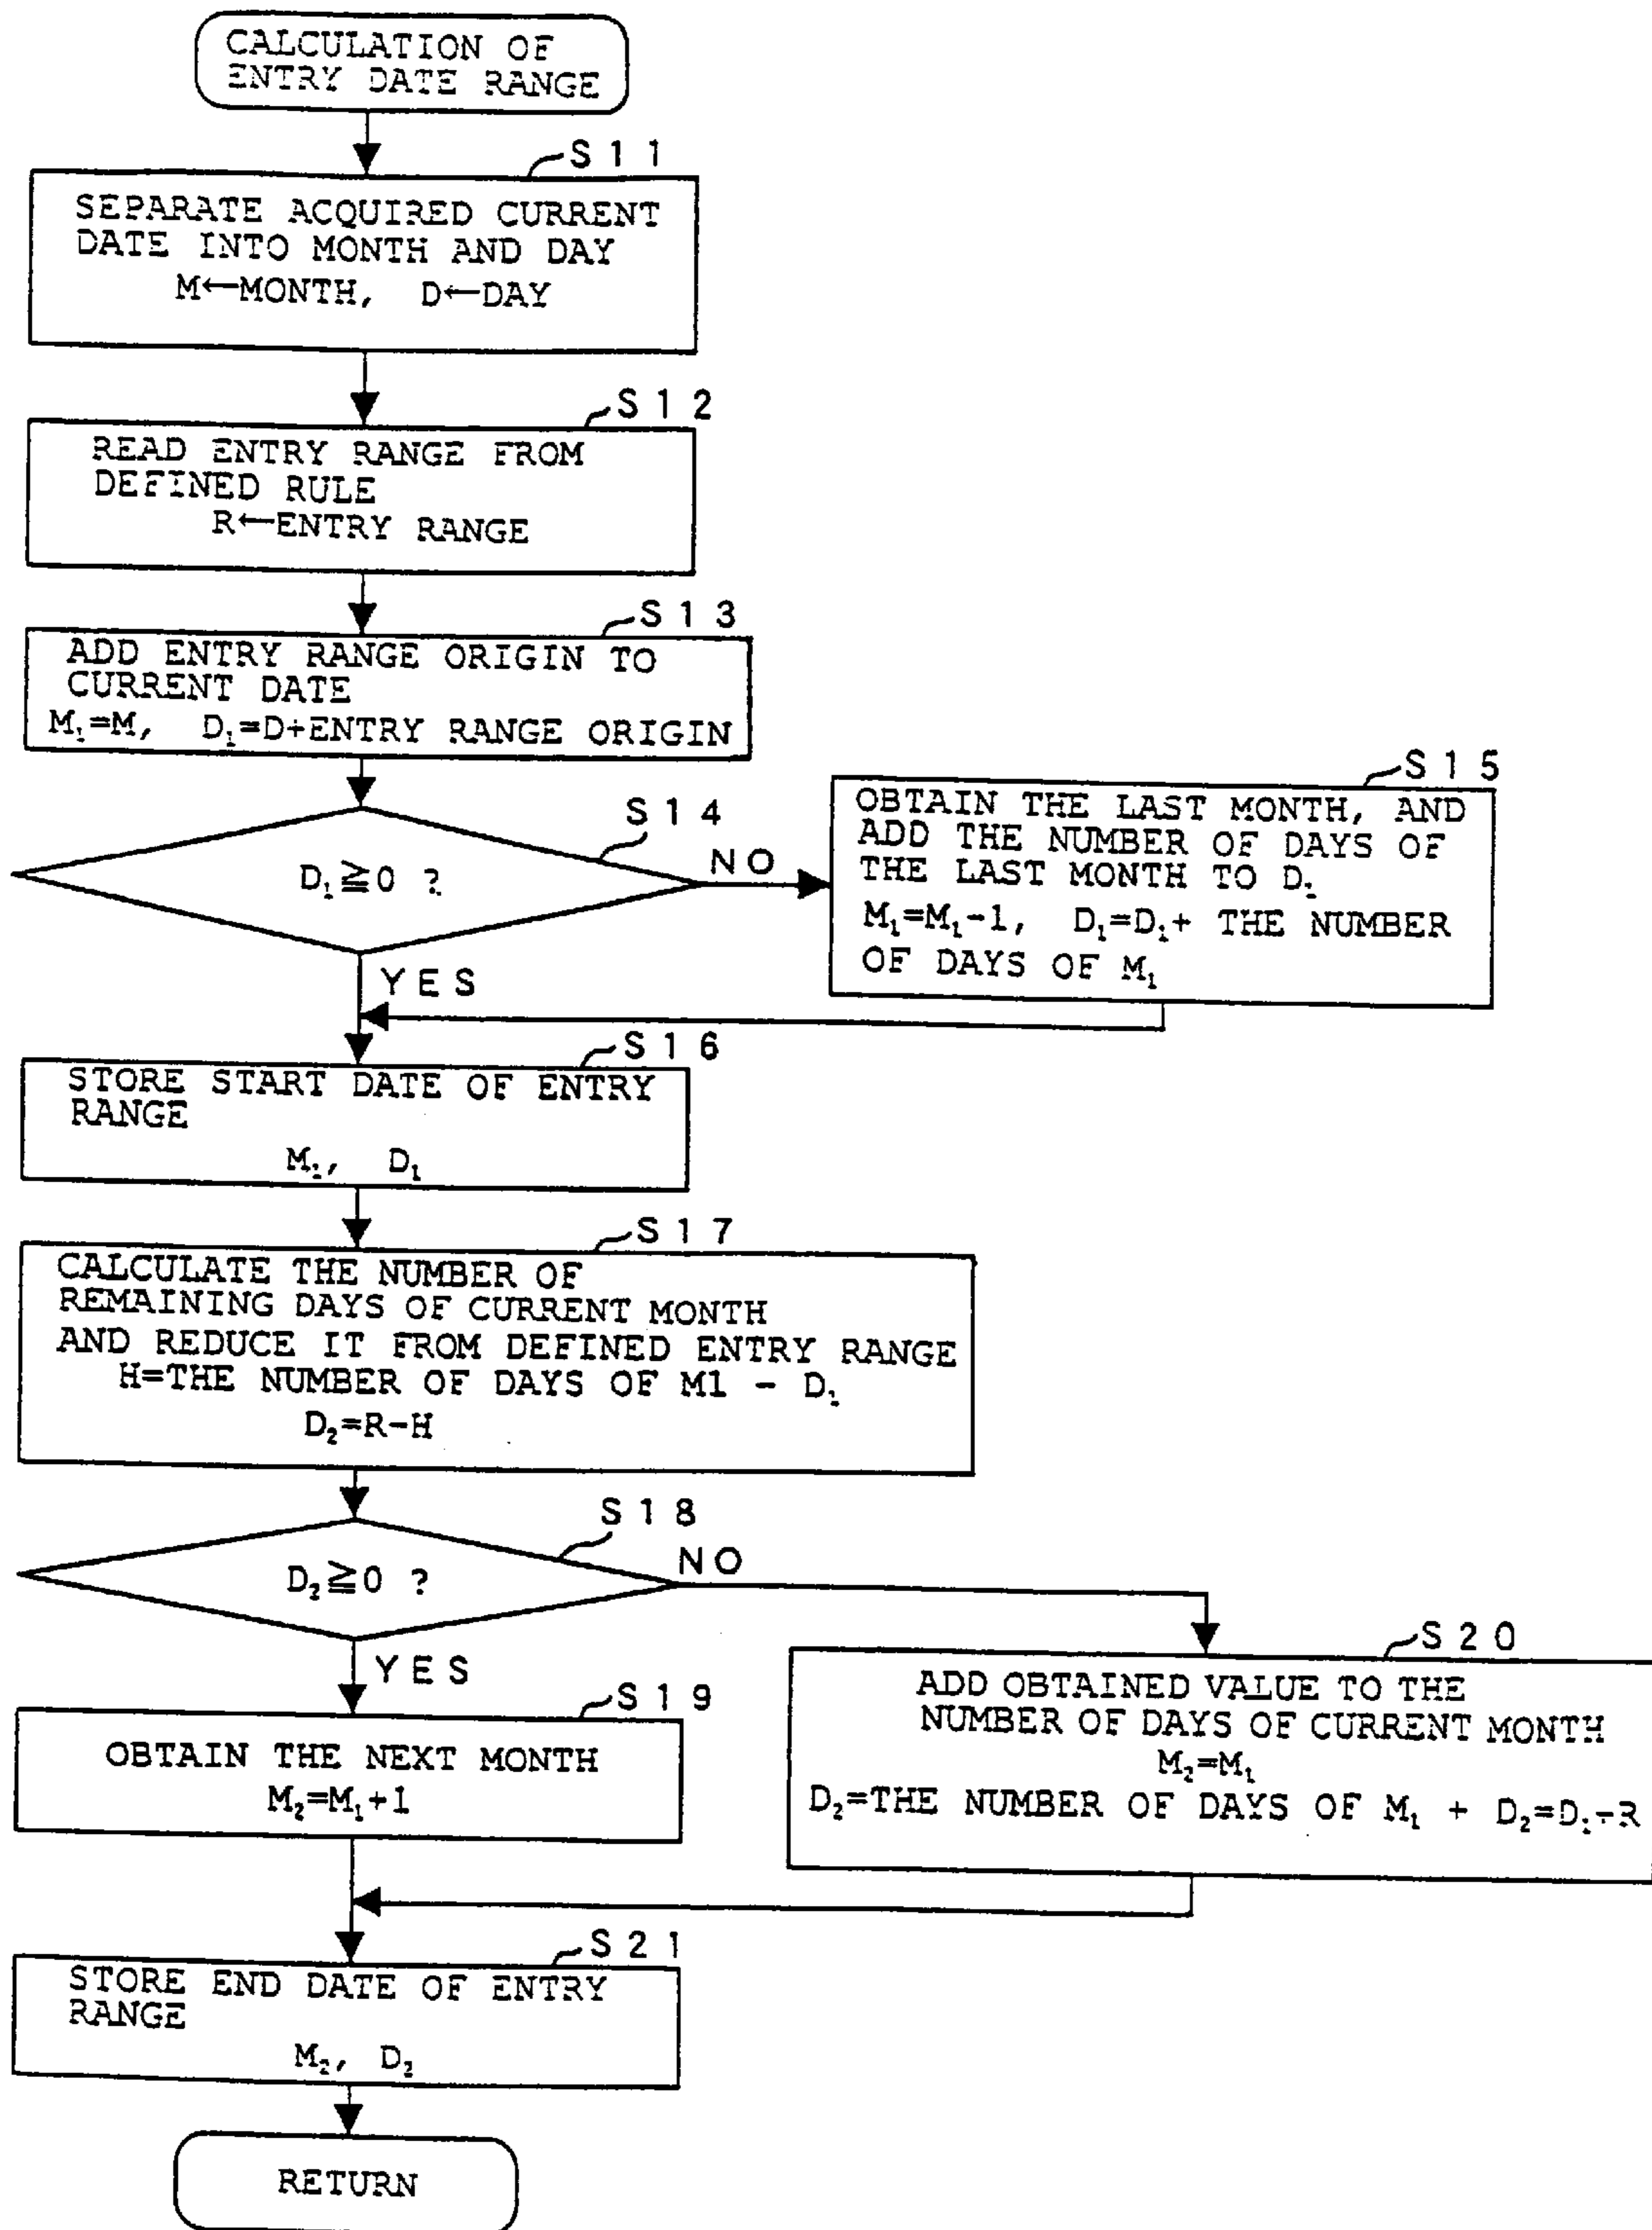 CALCULATION OF
ENTRY DATE RANGE
S11
SEPARATE ACQUIRED CURRENT
DATE INTO MONTH AND DAY
M←MONTH, D←DAY
S12
READ ENTRY RANGE FROM
DEFINED RULE
R←ENTRY RANGE
S13
ADD ENTRY RANGE ORIGIN TO
CURRENT DATE
M₁=M, D₁=D+ENTRY RANGE ORIGIN
S14
D₁≧0 ?
NO
YES
S15
OBTAIN THE LAST MONTH, AND
ADD THE NUMBER OF DAYS OF
THE LAST MONTH TO D₁
M₁=M₁-1, D₁=D₁+ THE NUMBER
OF DAYS OF M₁
S16
STORE START DATE OF ENTRY
RANGE
M₁, D₁
S17
CALCULATE THE NUMBER OF
REMAINING DAYS OF CURRENT MONTH
AND REDUCE IT FROM DEFINED ENTRY RANGE
H=THE NUMBER OF DAYS OF M1 - D₁
D₂=R-H
S18
D₂≧0 ?
NO
YES
S19
OBTAIN THE NEXT MONTH
M₂=M₁+1
S20
ADD OBTAINED VALUE TO THE
NUMBER OF DAYS OF CURRENT MONTH
M₂=M₁
D₂=THE NUMBER OF DAYS OF M₁ + D₂=D₁+R
S21
STORE END DATE OF ENTRY
RANGE
M₂, D₂
RETURN